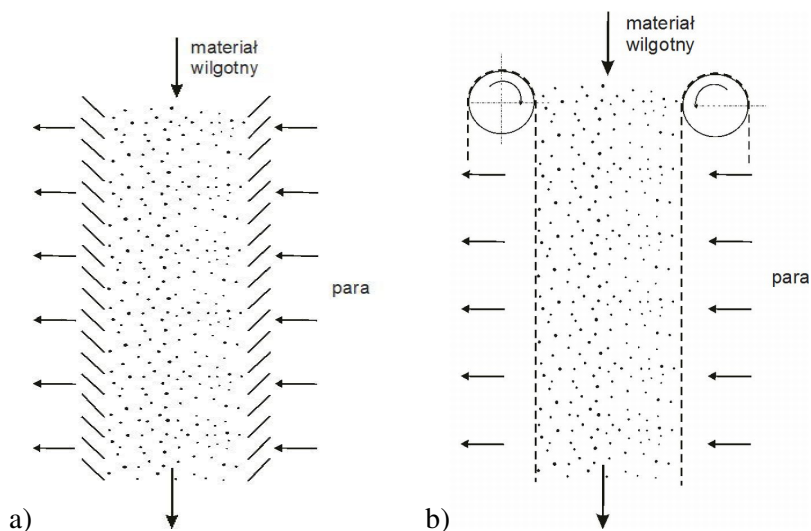 materiał
wilgotny
para
a)
materiał
wilgotny
para
b)